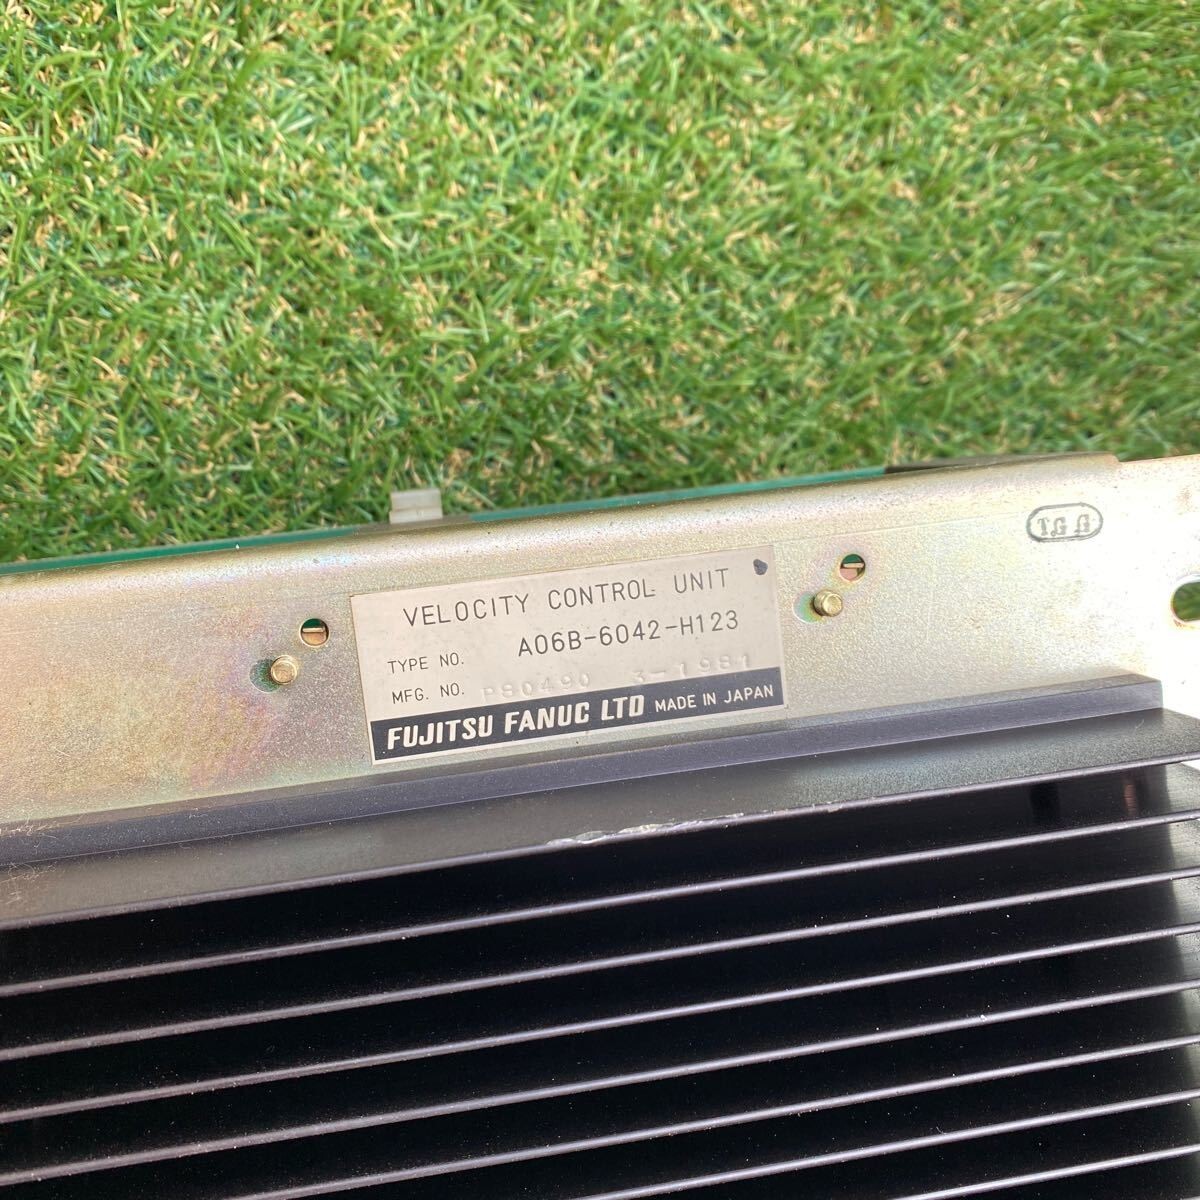 VELOCITY CONTROL UNIT
TYPE NO. A06B-6042-H123
MFG. NO. P80490 3-1981
FUJITSU FANUC LTD MADE IN JAPAN